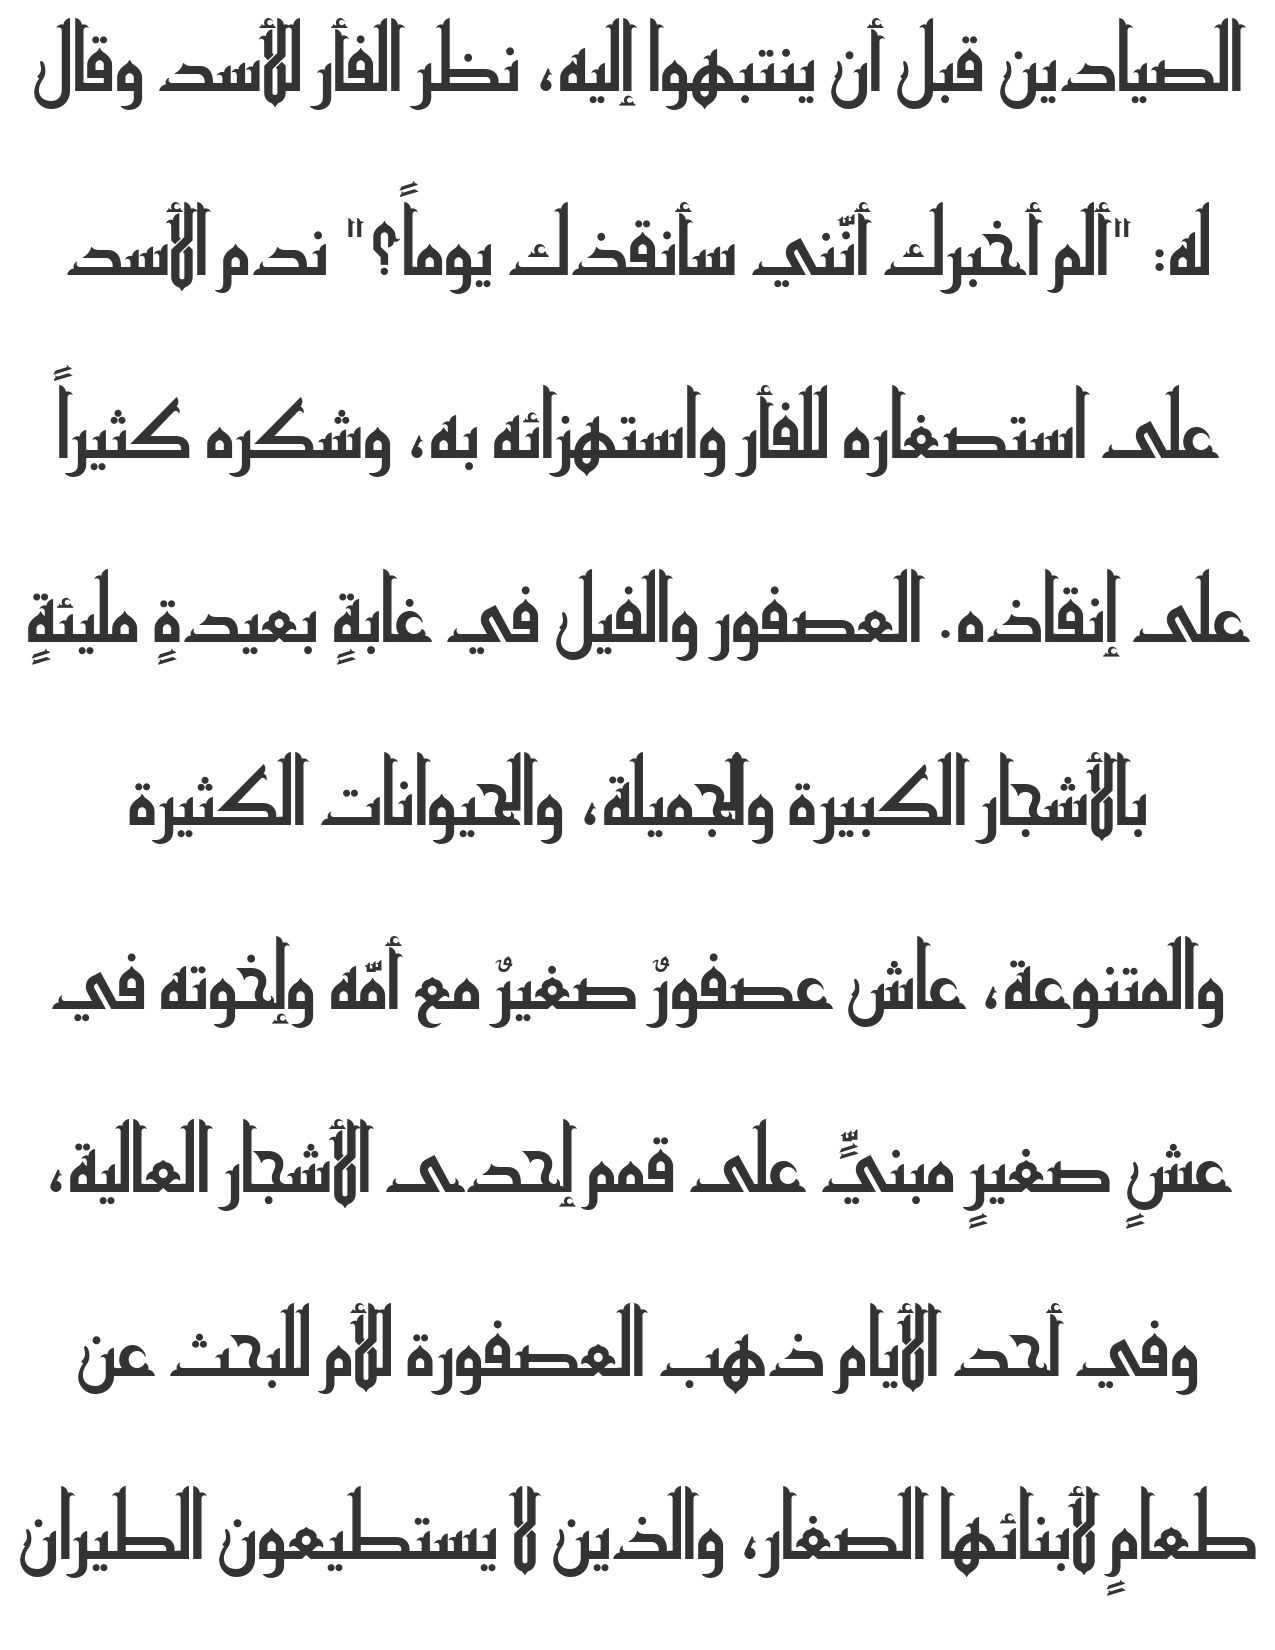 الصيادين قبل أن ينتبهوا إليه، نظر الفأر للأسد وقال
له: "ألم أخبرك أنّني سأنقذك يوماً؟" ندم الأسد
على استصغاره للفأر واستهزائه به، وشكره كثيراً
على إنقاذه. العصفور والفيل في غابةٍ بعيدةٍ مليئةٍ
بالأشجار الكبيرة والجميلة، والحيوانات الكثيرة
والمتنوعة، عاش عصفورٌ صغيرٌ مع أمّه وإخوته في
عشٍ صغيرٍ مبنيٍّ على قمم إحدى الأشجار العالية،
وفي أحد الأيام ذهب العصفورة للأم للبحث عن
طعامٍ لأبنائها الصغار، والذين لا يستطيعون الطيران